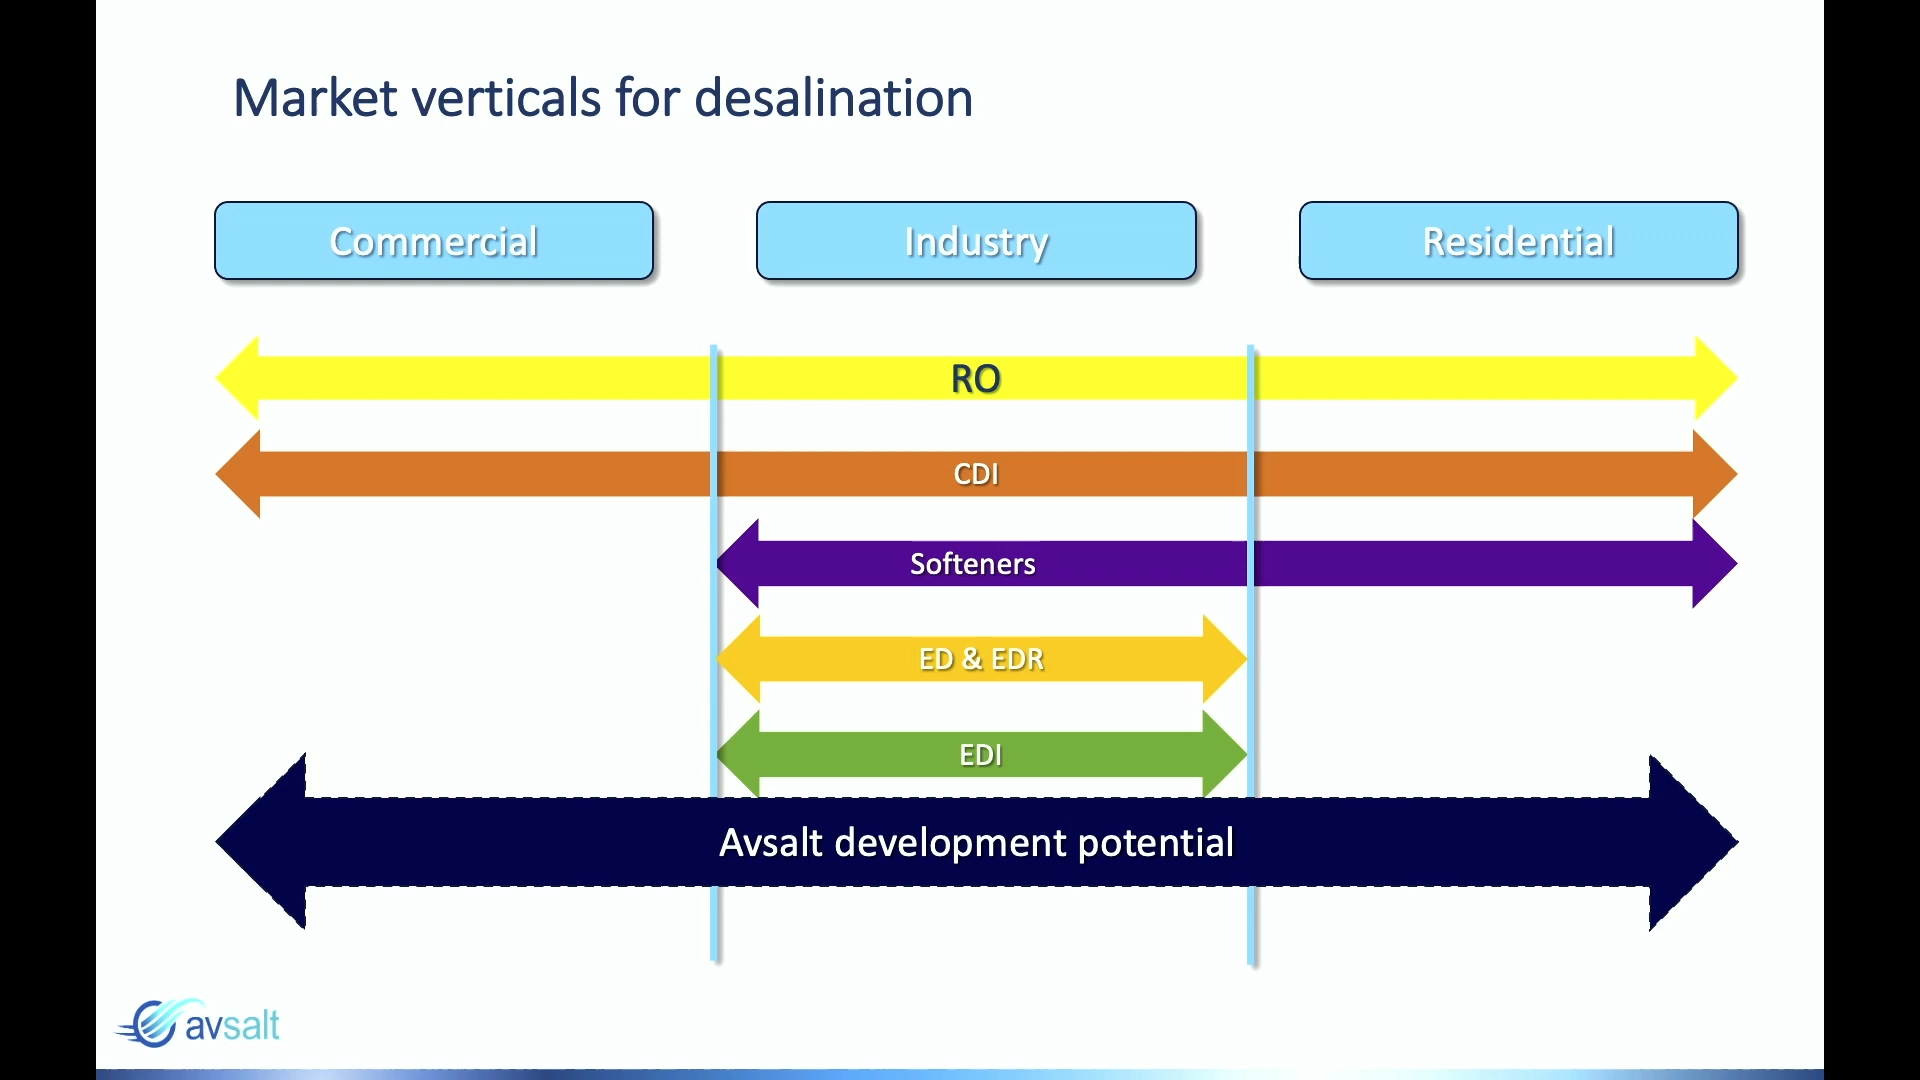 Market verticals for desalination
Commercial
Industry
Residential
RO
CDI
Softeners
ED & EDR
EDI
Avsalt development potential
avsalt